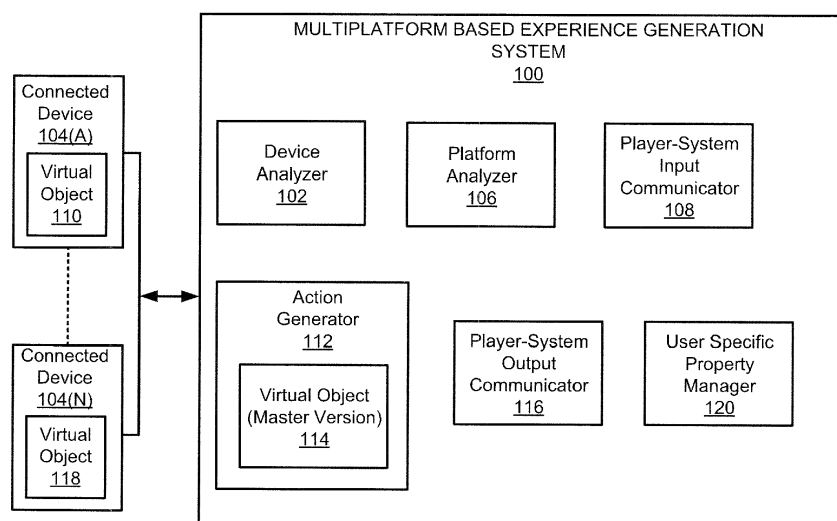 MULTIPLATFORM BASED EXPERIENCE GENERATION
SYSTEM
100
Connected
Device
104(A)
Virtual
Object
110
Connected
Device
104(N)
Virtual
Object
118
Device
Analyzer
102
Platform
Analyzer
106
Player-System
Input
Communicator
108
Action
Generator
112
Virtual Object
(Master Version)
114
Player-System
Output
Communicator
116
User Specific
Property
Manager
120